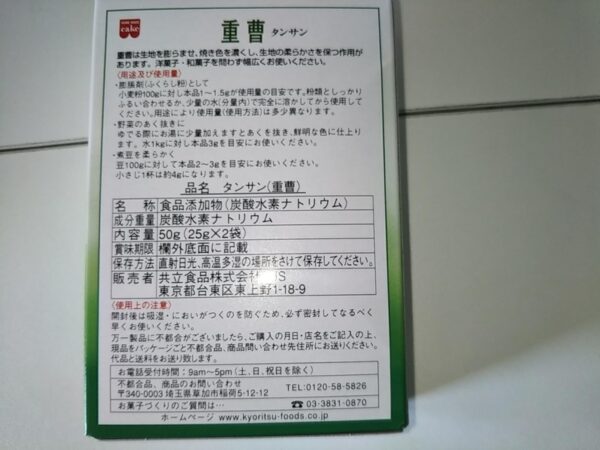 cake
重曹 タンサン
重曹は生地を膨らませ、焼き色を濃くし、生地の柔らかさを保つ作用が
あります。洋菓子・和菓子を問わず幅広くお使いください。
〈用途及び使用量〉
・膨張剤(ふくらし粉)として
小麦粉100gに対し本品1〜1.5gが使用量の目安です。粉類としっかり
ふるい合わせるか、少量の水(分量内)で完全に溶かしてから使用して
ください。用途により使用量(使用方法)は多少異なります。
・野菜のあく抜きに
ゆでる際にお湯に少量加えますとあくを抜き、鮮明な色に仕上り
ます。水1kgに対し本品3gを目安にお使いください。
・煮豆を柔らかく
豆100gに対して本品2〜3gを目安にお使いください。
小さじ1杯は約4gになります。
品名 タンサン(重曹)
名称 食品添加物(炭酸水素ナトリウム)
成分重量 炭酸水素ナトリウム
内容量 50g(25g×2袋)
賞味期限 欄外底面に記載
保存方法 直射日光、高温多湿の場所をさけて保存してください。
販売者 共立食品株式会 S
東京都台東区東上野1-18-9
〈使用上の注意〉
開封後は吸湿・においがつくのを防ぐため、必ず密封してなるべく
早くお使いください。
万一製品に不都合がございましたら、ご購入の月日・店名をご記入の上、
現品をパッケージごと不都合品、商品問い合わせ先住所にお送りください。
代品と送料をお送り致します。
お電話受付時間:9am〜5pm(土、日、祝日を除く)
不都合品、商品のお問い合わせ TEL:0120-58-5826
〒340-0003 埼玉県草加市稲荷5-12-12
お菓子づくりのご質問は… ☎03-3831-0870
ホームページ www.kyoritsu-foods.co.jp